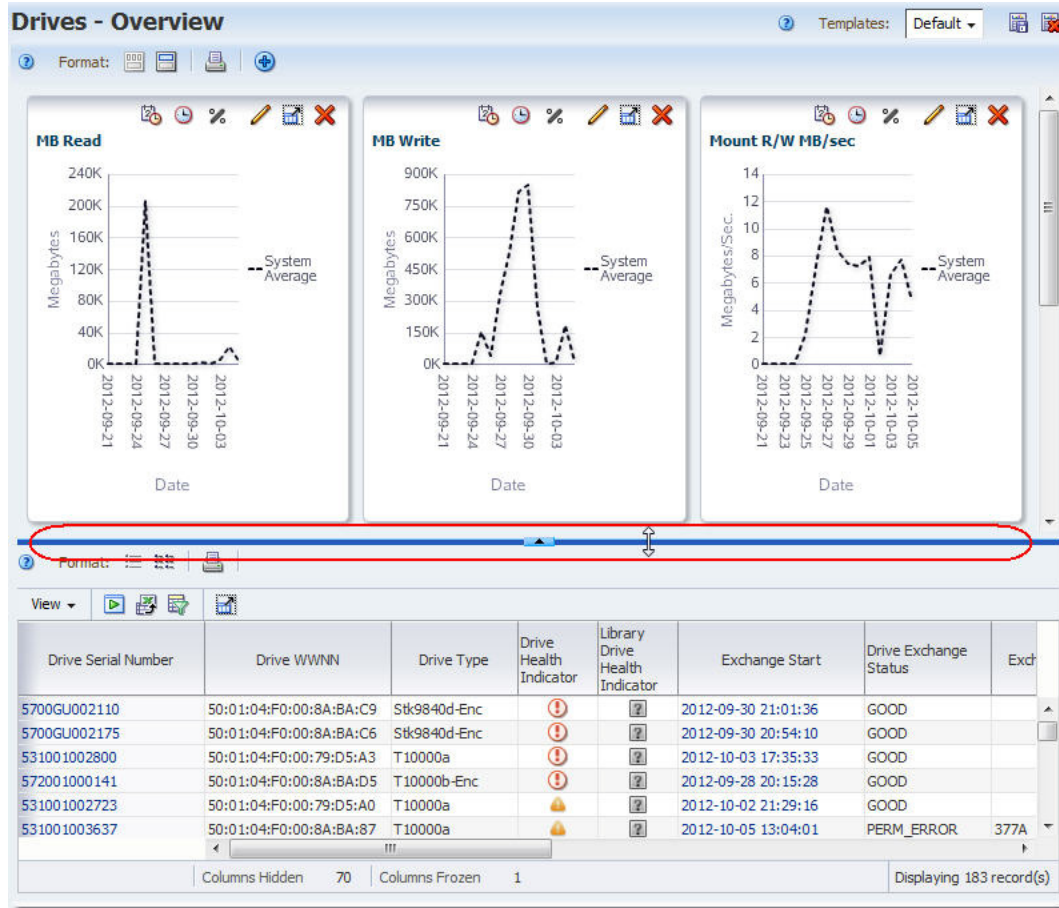 Drives - Overview
Templates: Default
Format:
MB Read
240K
200K
160K
120K
80K
40K
0K
Megabytes
System
Average
2012-09-21
2012-09-24
2012-09-27
2012-09-30
2012-10-03
Date
MB Write
900K
750K
600K
450K
300K
150K
0K
Megabytes
System
Average
2012-09-21
2012-09-24
2012-09-27
2012-09-30
2012-10-03
Date
Mount R/W MB/sec
14
12
10
8
6
4
2
0
Megabytes/Sec.
System
Average
2012-09-21
2012-09-23
2012-09-25
2012-09-27
2012-09-29
2012-10-01
2012-10-03
2012-10-05
Date
Format:
View
Drive Serial Number
Drive WWNN
Drive Type
Drive
Health
Indicator
Library
Drive
Health
Indicator
Exchange Start
Drive Exchange
Status
Exch
5700GU002110 50:01:04:F0:00:8A:BA:C9 Stk9840d-Enc 2012-09-30 21:01:36 GOOD
5700GU002175 50:01:04:F0:00:8A:BA:C6 Stk9840d-Enc 2012-09-30 20:54:10 GOOD
531001002800 50:01:04:F0:00:79:D5:A3 T10000a 2012-10-03 17:35:33 GOOD
572001000141 50:01:04:F0:00:8A:BA:D5 T10000b-Enc 2012-09-28 20:15:28 GOOD
531001002723 50:01:04:F0:00:79:D5:A0 T10000a 2012-10-02 21:29:16 GOOD
531001003637 50:01:04:F0:00:8A:BA:87 T10000a 2012-10-05 13:04:01 PERM_ERROR 377A
Columns Hidden 70 Columns Frozen 1 Displaying 183 record(s)